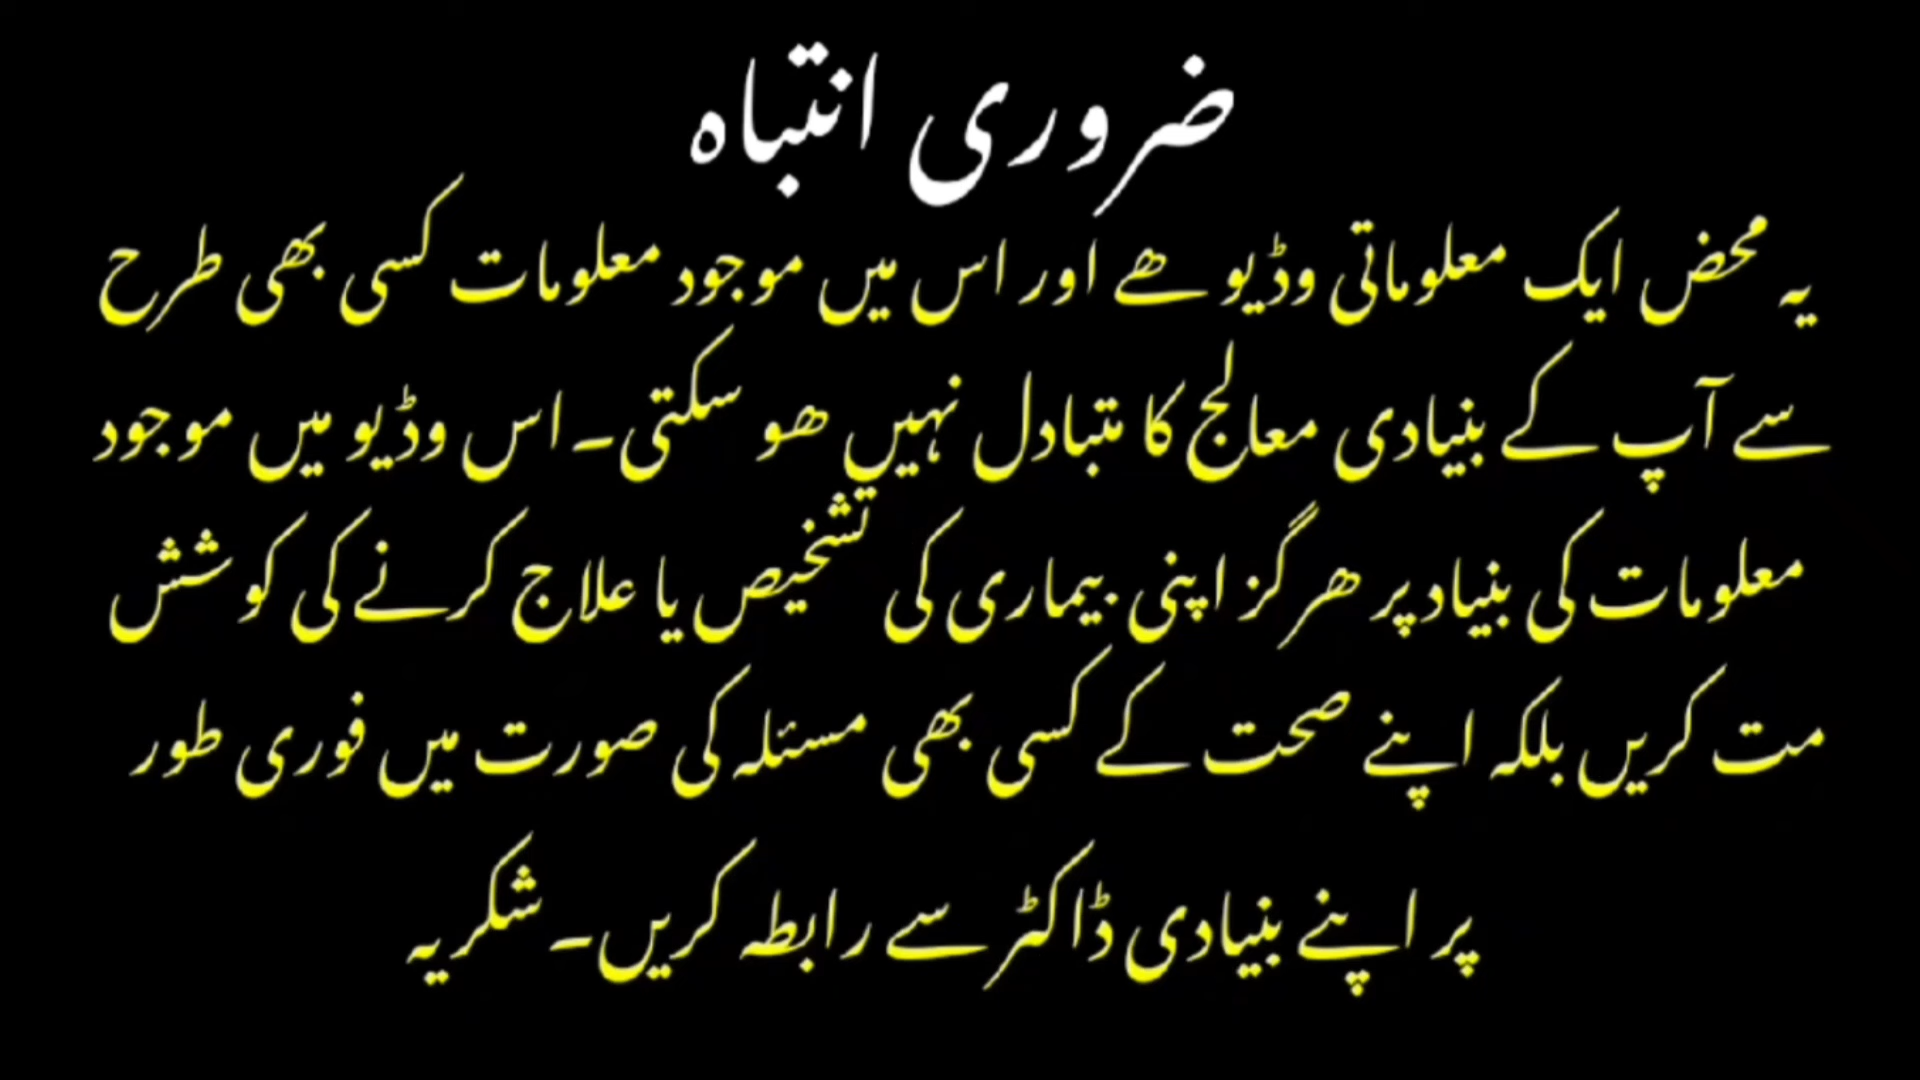 ضروری انتباہ
یہ محض ایک معلوماتی وڈیو ھے اور اس میں موجود معلومات کسی بھی طرح
سے آپ کے بنیادی معالج کا متبادل نہیں ھو سکتی۔ اس وڈیو میں موجود
معلومات کی بنیاد پر ھرگز اپنی بیماری کی تشخیص یا علاج کرنے کی کوشش
مت کریں بلکہ اپنے صحت کے کسی بھی مسئلہ کی صورت میں فوری طور
پر اپنے بنیادی ڈاکٹر سے رابطہ کریں۔ شکریہ